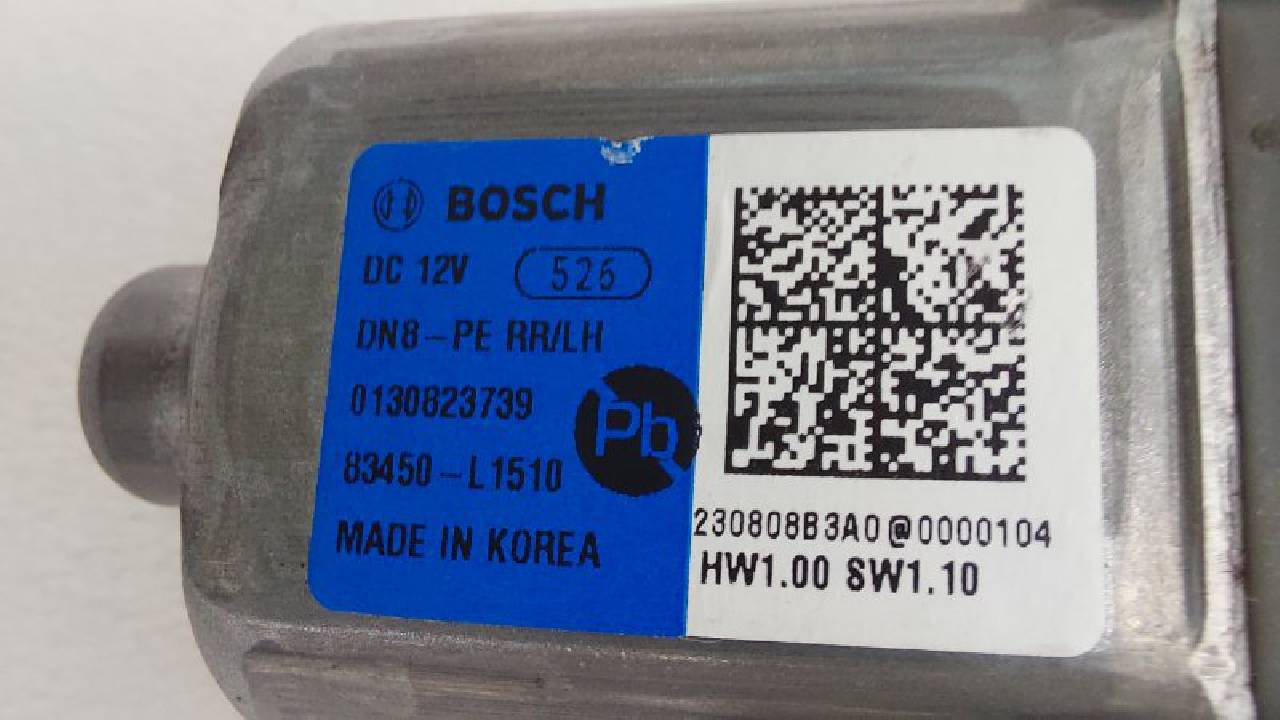 BOSCH
DC 12V 526
DN8-PE RR/LH
0130823739
Pb
83450-L1510
MADE IN KOREA
230808B3A0@0000104
HW1.00 SW1.10